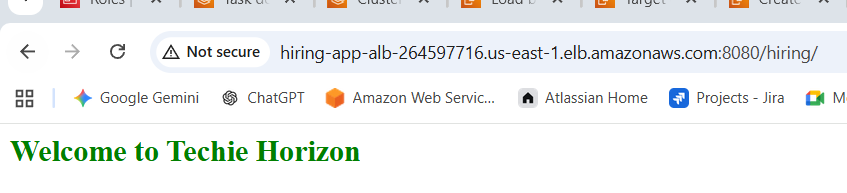 Roles |
Task d
Cluster
Load b
Target
Create
Not secure
hiring-app-alb-264597716.us-east-1.elb.amazonaws.com:8080/hiring/
Google Gemini
ChatGPT
Amazon Web Servic...
Atlassian Home
Projects - Jira
M
Welcome to Techie Horizon